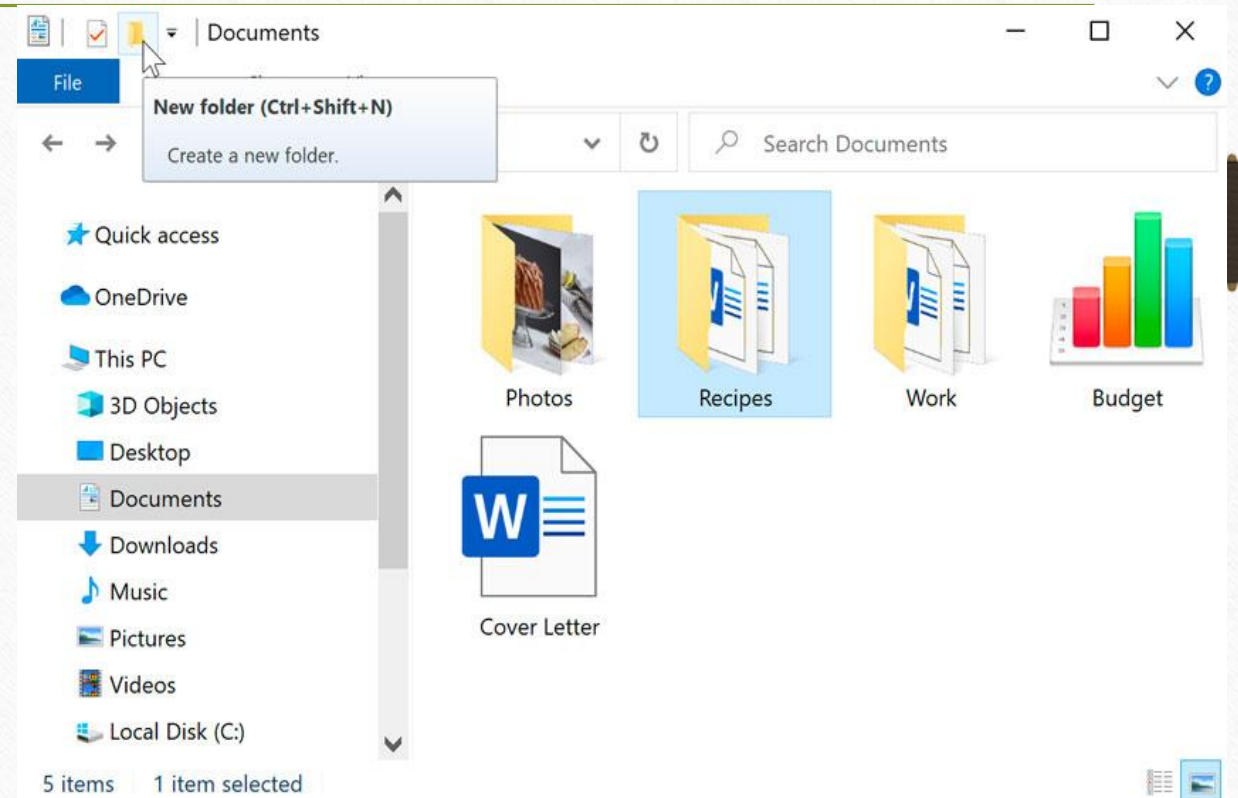 Documents
File
New folder (Ctrl+Shift+N)
Create a new folder.
Search Documents
Quick access
OneDrive
This PC
3D Objects
Desktop
Documents
Downloads
Music
Pictures
Videos
Local Disk (C:)
Photos
Recipes
Work
Budget
W
Cover Letter
5 items
1 item selected